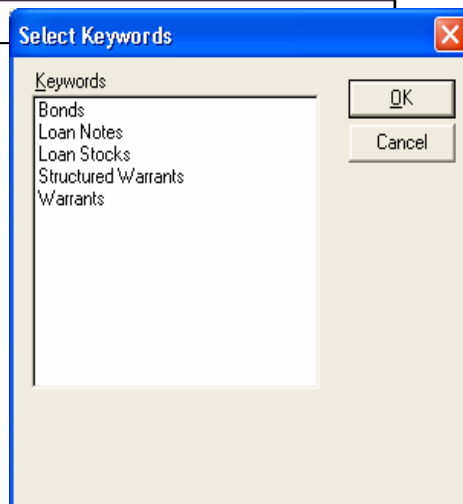 Select Keywords
Keywords
Bonds
Loan Notes
Loan Stocks
Structured Warrants
Warrants
OK
Cancel